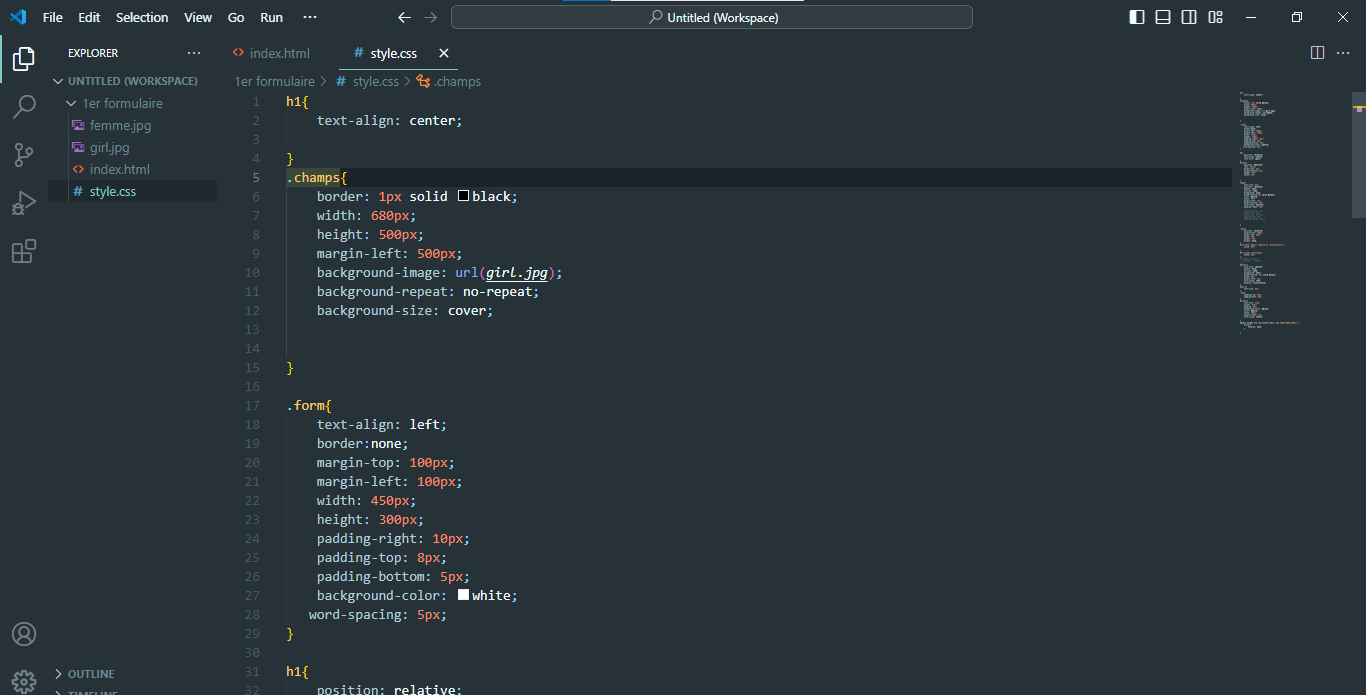 File Edit Selection View Go Run ··· Untitled (Workspace)
EXPLORER ···
UNTITLED (WORKSPACE)
1er formulaire
femme.jpg
girl.jpg
index.html
# style.css
OUTLINE
TIMELINE
index.html # style.css
1er formulaire > # style.css > .champs
1 h1{
2 text-align: center;
3
4 }
5 .champs{
6 border: 1px solid black;
7 width: 680px;
8 height: 500px;
9 margin-left: 500px;
10 background-image: url(girl.jpg);
11 background-repeat: no-repeat;
12 background-size: cover;
13
14
15 }
16
17 .form{
18 text-align: left;
19 border:none;
20 margin-top: 100px;
21 margin-left: 100px;
22 width: 450px;
23 height: 300px;
24 padding-right: 10px;
25 padding-top: 8px;
26 padding-bottom: 5px;
27 background-color: white;
28 word-spacing: 5px;
29 }
30
31 h1{
32 position: relative;